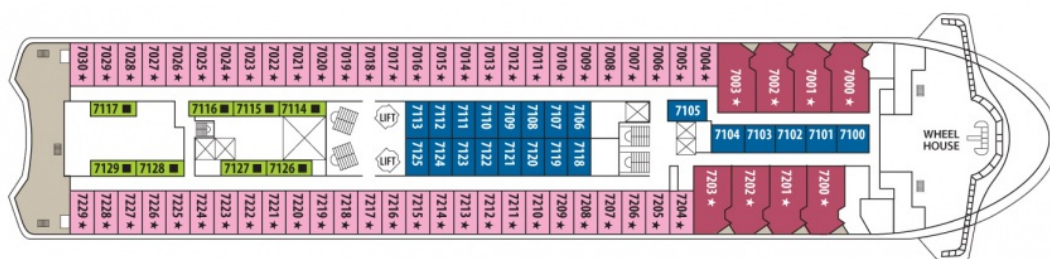 7030 ★ 7029 ★ 7028 ★ 7027 ★ 7026 ★ 7025 ★ 7024 ★ 7023 ★ 7022 ★ 7021 ★ 7020 ★ 7019 ★ 7018 ★ 7017 ★ 7016 ★ 7015 ★ 7014 ★ 7013 ★ 7012 ★ 7011 ★ 7010 ★ 7009 ★ 7008 ★ 7007 ★ 7006 ★ 7005 ★ 7004 ★
7003 ★ 7002 ★ 7001 ★ 7000 ★
7117 ■ 7116 ■ 7115 ■ 7114 ■
LIFT
7113 7112 7111 7110 7109 7108 7107 7106
7105
7104 7103 7102 7101 7100
WHEEL
HOUSE
7129 ■ 7128 ■ 7127 ■ 7126 ■
LIFT
7125 7124 7123 7122 7121 7120 7119 7118
7203 ★ 7202 ★ 7201 ★ 7200 ★
7229 ★ 7228 ★ 7227 ★ 7226 ★ 7225 ★ 7224 ★ 7223 ★ 7222 ★ 7221 ★ 7220 ★ 7219 ★ 7218 ★ 7217 ★ 7216 ★ 7215 ★ 7214 ★ 7213 ★ 7212 ★ 7211 ★ 7210 ★ 7209 ★ 7208 ★ 7207 ★ 7206 ★ 7205 ★ 7204 ★